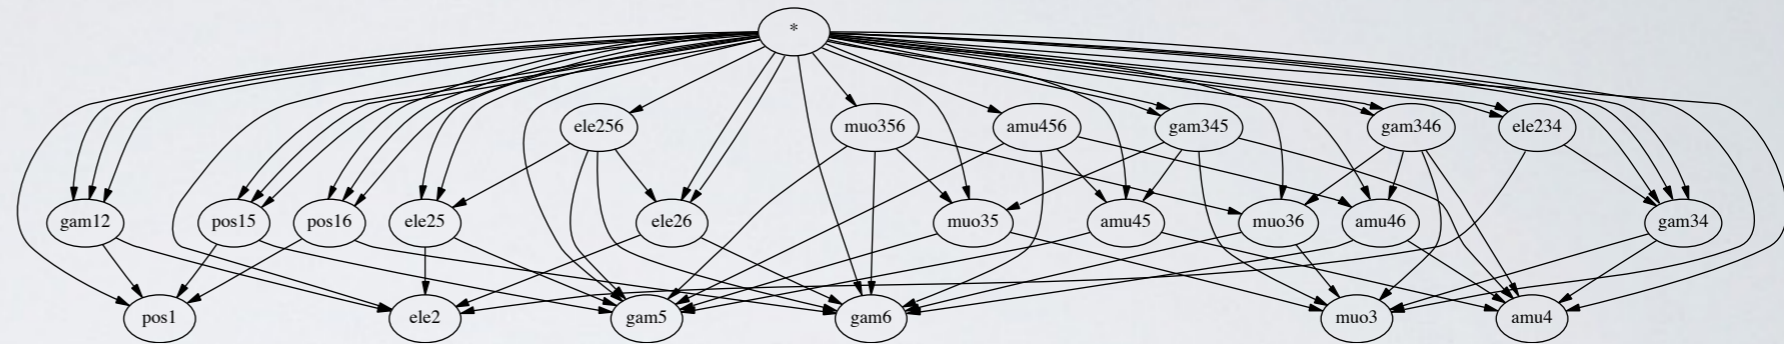 *
ele256 muo356 amu456 gam345 gam346 ele234
gam12 pos15 pos16 ele25 ele26 muo35 amu45 muo36 amu46 gam34
pos1 ele2 gam5 gam6 muo3 amu4